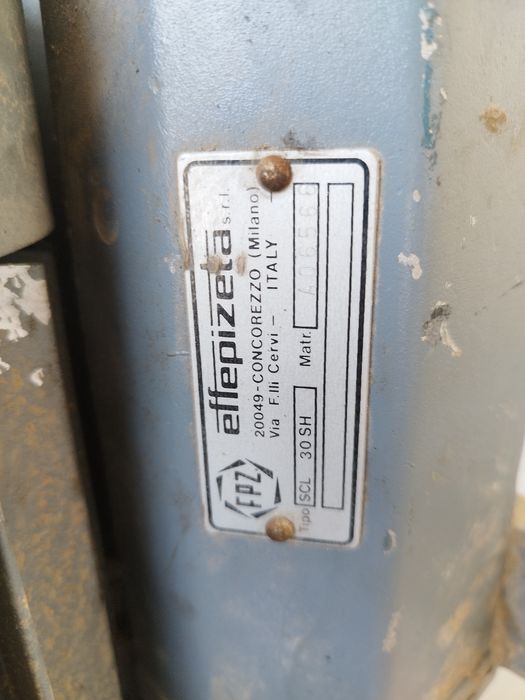 FPZ
effepizeta s.r.l.
20049-CONCOREZZO (Milano)
Via F.lli Cervi - ITALY -
Tipo SCL 30 SH Matr.